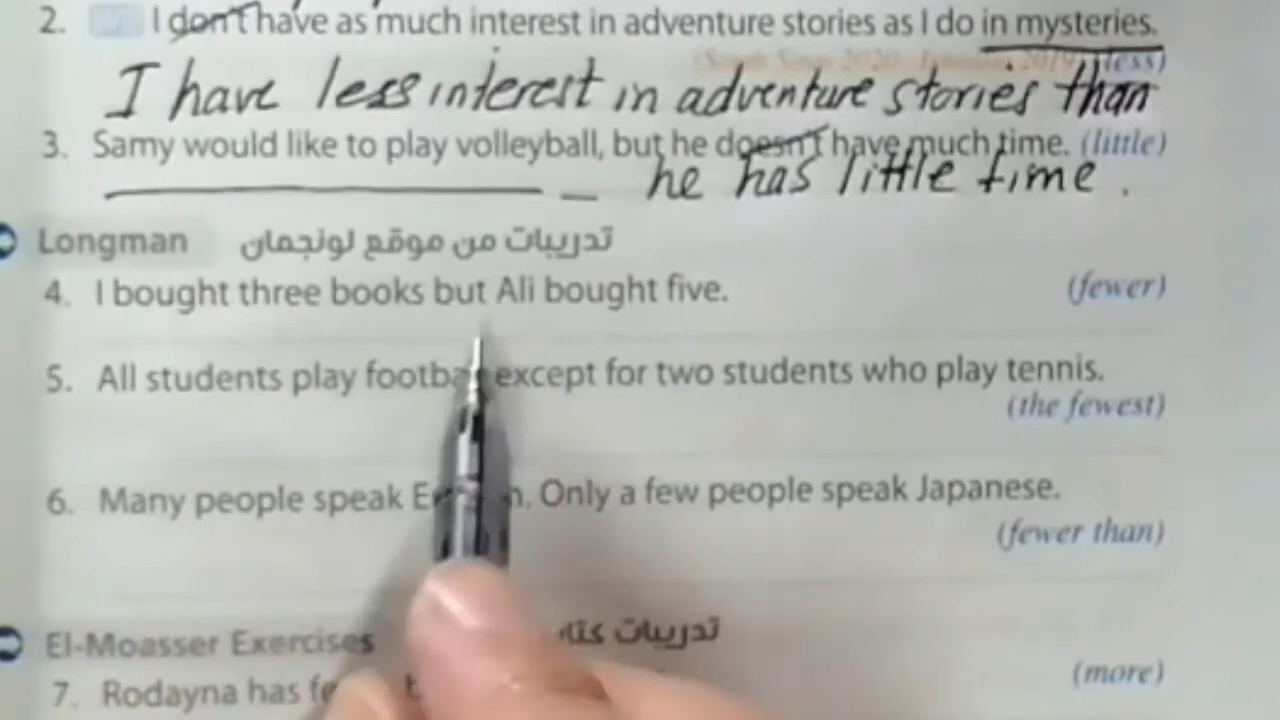 2. I don't have as much interest in adventure stories as I do in mysteries.
(less)
I have less interest in adventure stories than
3. Samy would like to play volleyball, but he doesn't have much time. (little)
he has little time.
Longman تدريبات من موقع لونجمان
4. I bought three books but Ali bought five. (fewer)
5. All students play except for two students who play tennis.
(the fewest)
6. Many people speak Only a few people speak Japanese.
(fewer than)
El-Moasser Exercises تدريبات
(more)
7. Rodayna has